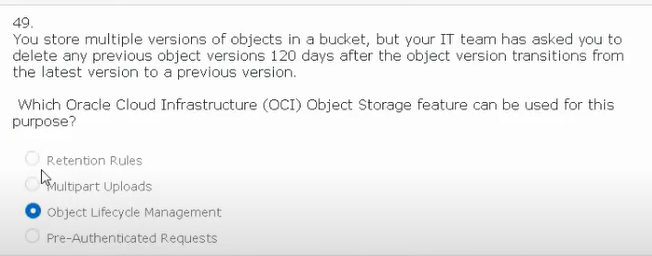 49.
You store multiple versions of objects in a bucket, but your IT team has asked you to
delete any previous object versions 120 days after the object version transitions from
the latest version to a previous version.
Which Oracle Cloud Infrastructure (OCI) Object Storage feature can be used for this
purpose?
Retention Rules
Multipart Uploads
Object Lifecycle Management
Pre-Authenticated Requests